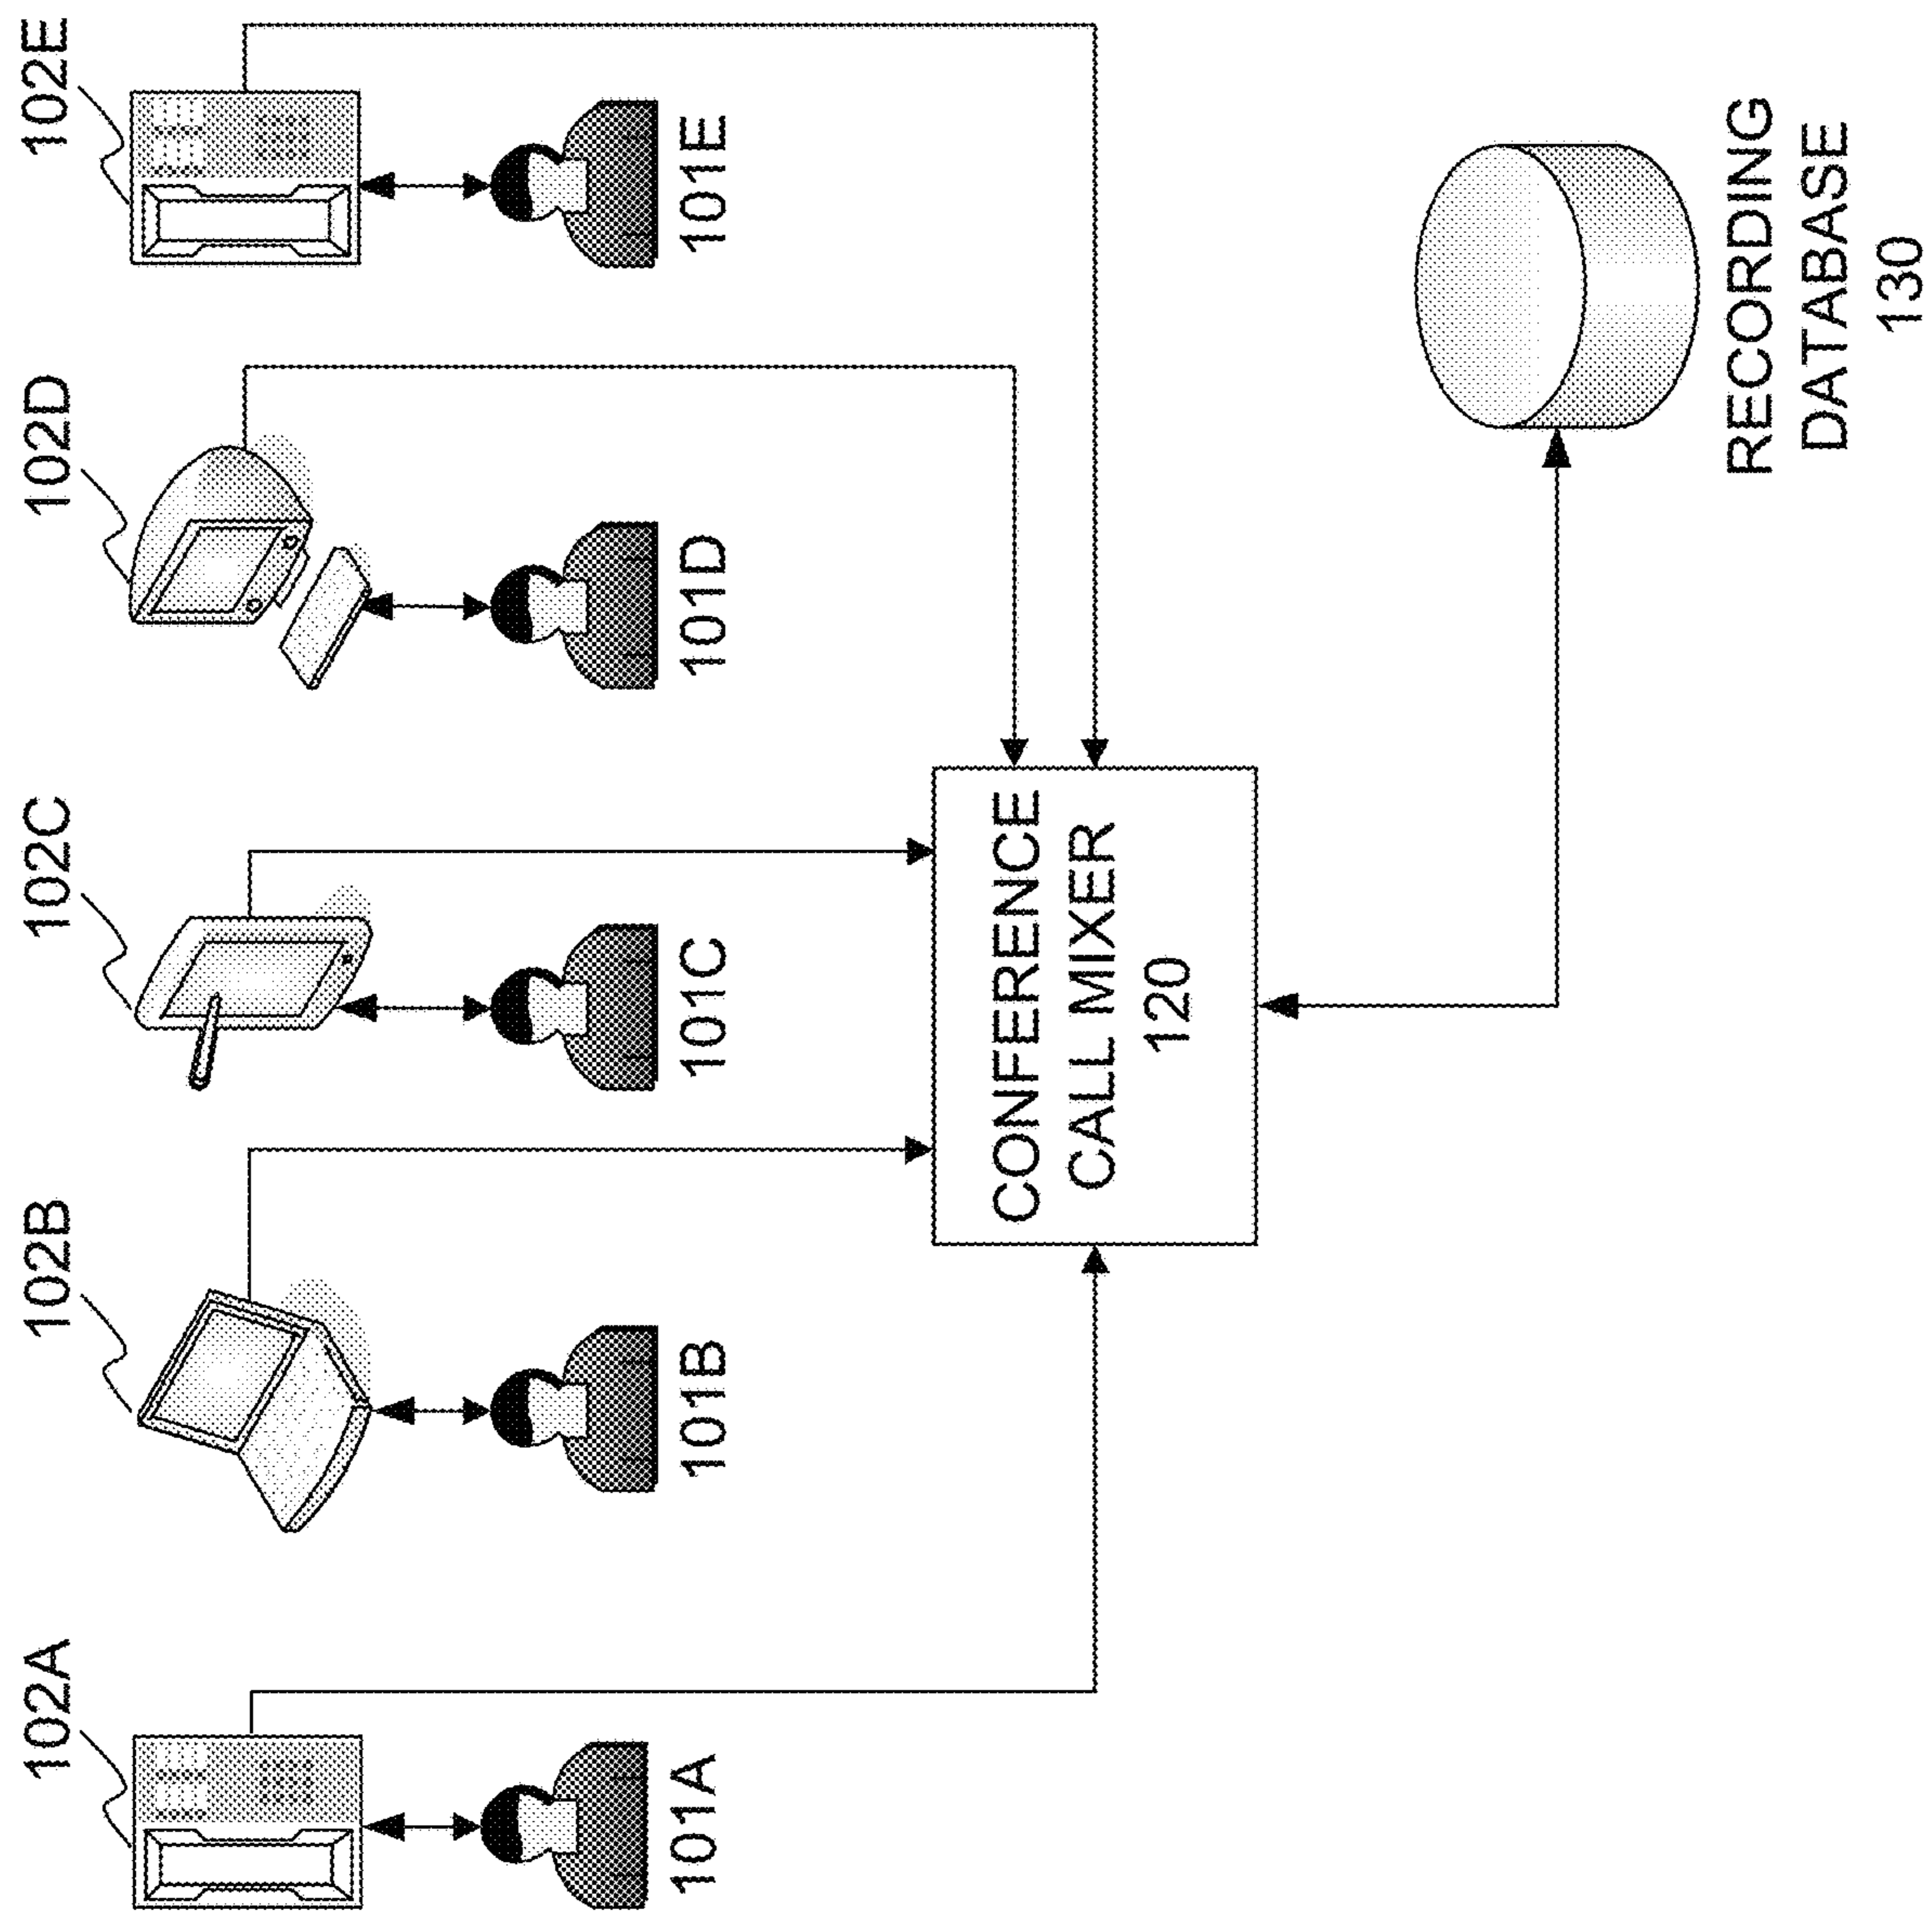 102A
102B
102C
102D
102E
101A
101B
101C
101D
101E
CONFERENCE
CALL MIXER
120
RECORDING
DATABASE
130